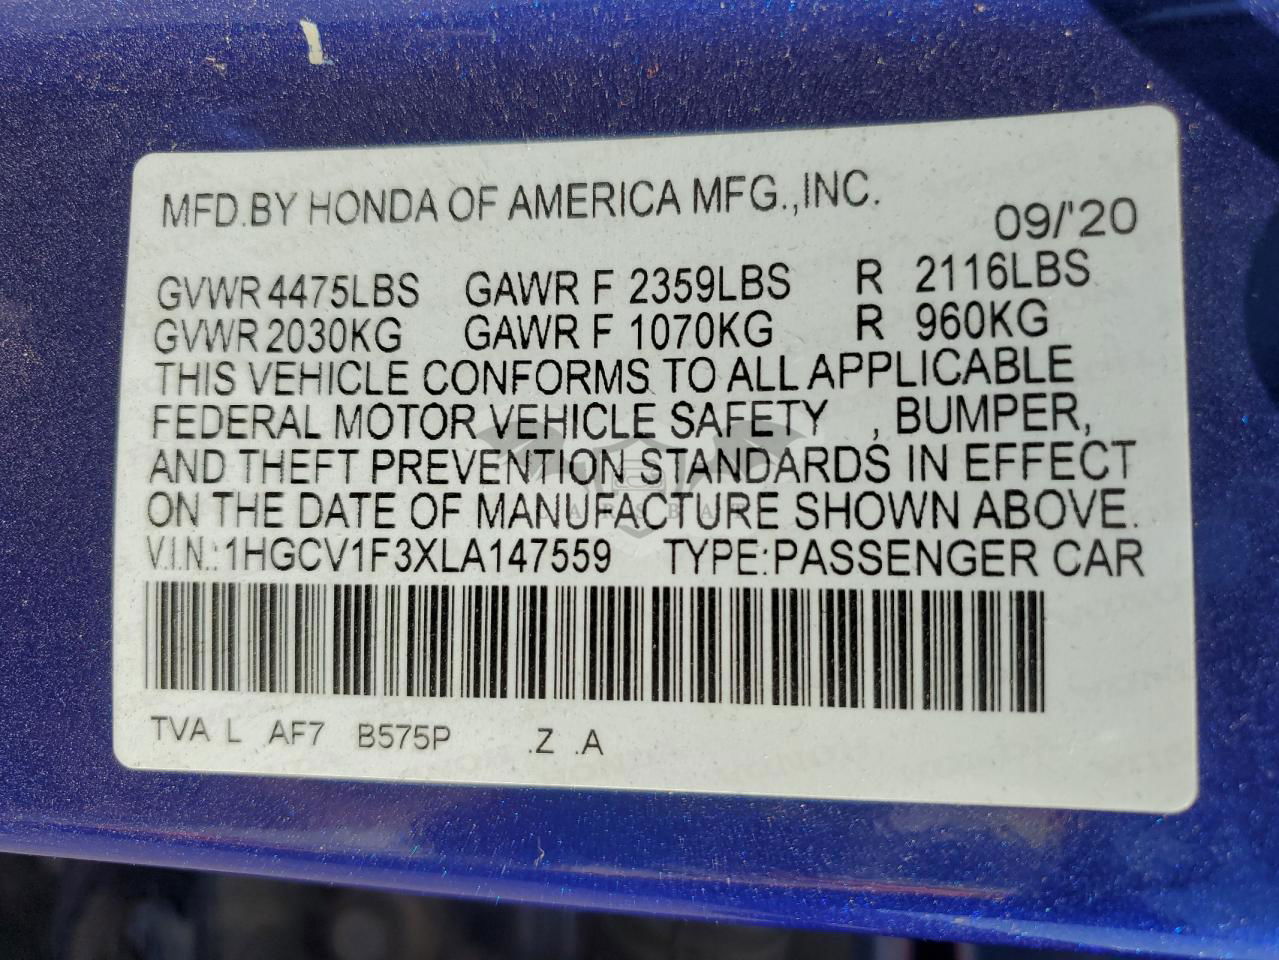 MFD.BY HONDA OF AMERICA MFG.,INC.
09/'20
GVWR 4475LBS GAWR F 2359LBS R 2116LBS
GVWR 2030KG GAWR F 1070KG R 960KG
THIS VEHICLE CONFORMS TO ALL APPLICABLE
FEDERAL MOTOR VEHICLE SAFETY , BUMPER,
AND THEFT PREVENTION STANDARDS IN EFFECT
ON THE DATE OF MANUFACTURE SHOWN ABOVE.
V.I.N.:1HGCV1F3XLA147559 TYPE:PASSENGER CAR
TVA L AF7 B575P .Z .A